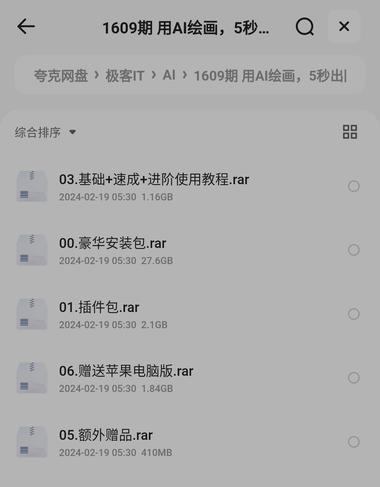 1609期 用AI绘画，5秒…
夸克网盘 › 极客IT › AI › 1609期 用AI绘画，5秒出
综合排序
03.基础+速成+进阶使用教程.rar
2024-02-19 05:30 1.16GB
00.豪华安装包.rar
2024-02-19 05:30 27.6GB
01.插件包.rar
2024-02-19 05:30 2.1GB
06.赠送苹果电脑版.rar
2024-02-19 05:30 1.84GB
05.额外赠品.rar
2024-02-19 05:30 410MB